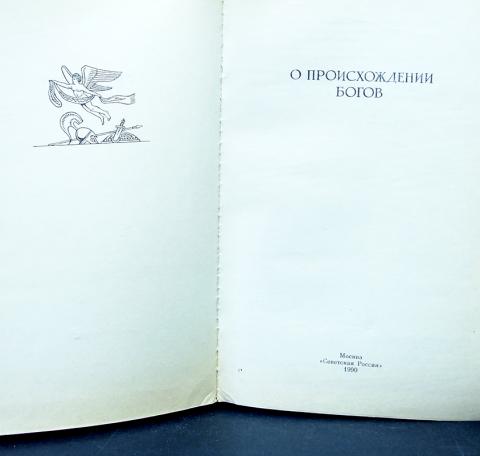 О ПРОИСХОЖДЕНИИ
БОГОВ
Москва
«Советская Россия»
1990